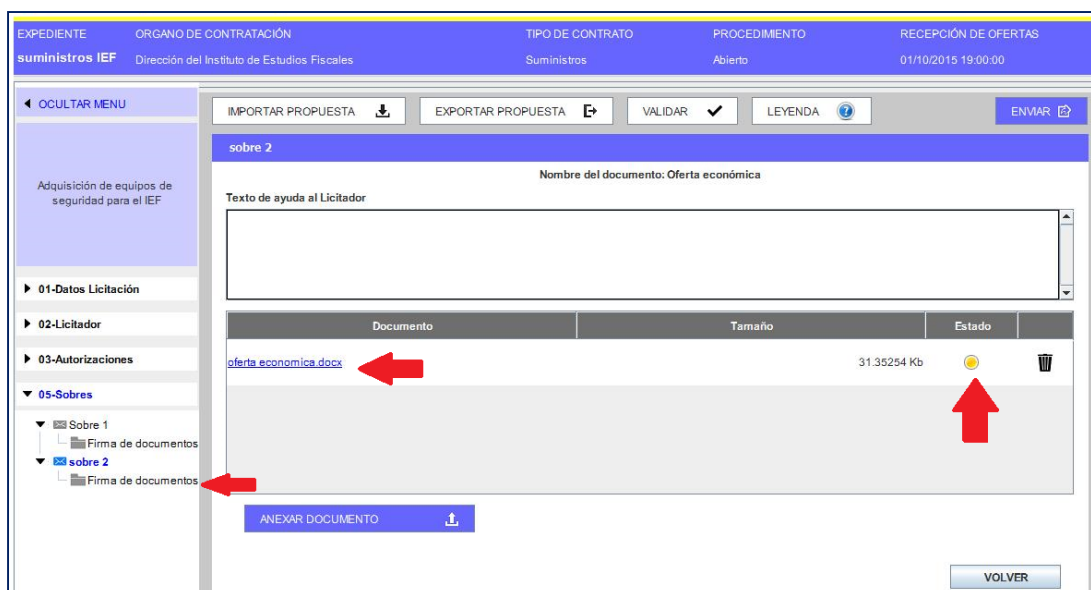 EXPEDIENTE ORGANO DE CONTRATACIÓN TIPO DE CONTRATO PROCEDIMIENTO RECEPCIÓN DE OFERTAS
suministros IEF Dirección del Instituto de Estudios Fiscales Suministros Abierto 01/10/2015 19:00:00
OCULTAR MENU
IMPORTAR PROPUESTA EXPORTAR PROPUESTA VALIDAR LEYENDA ? ENVIAR
Adquisición de equipos de
seguridad para el IEF
01-Datos Licitación
02-Licitador
03-Autorizaciones
05-Sobres
Sobre 1
Firma de documentos
sobre 2
Firma de documentos
sobre 2
Nombre del documento: Oferta económica
Texto de ayuda al Licitador
Documento Tamaño Estado
oferta economica.docx 31.35254 Kb
ANEXAR DOCUMENTO
VOLVER